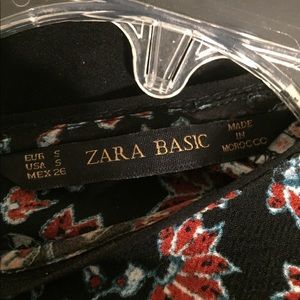 EUR S
USA S
MEX 26
ZARA BASIC
MADE IN
MOROCCO